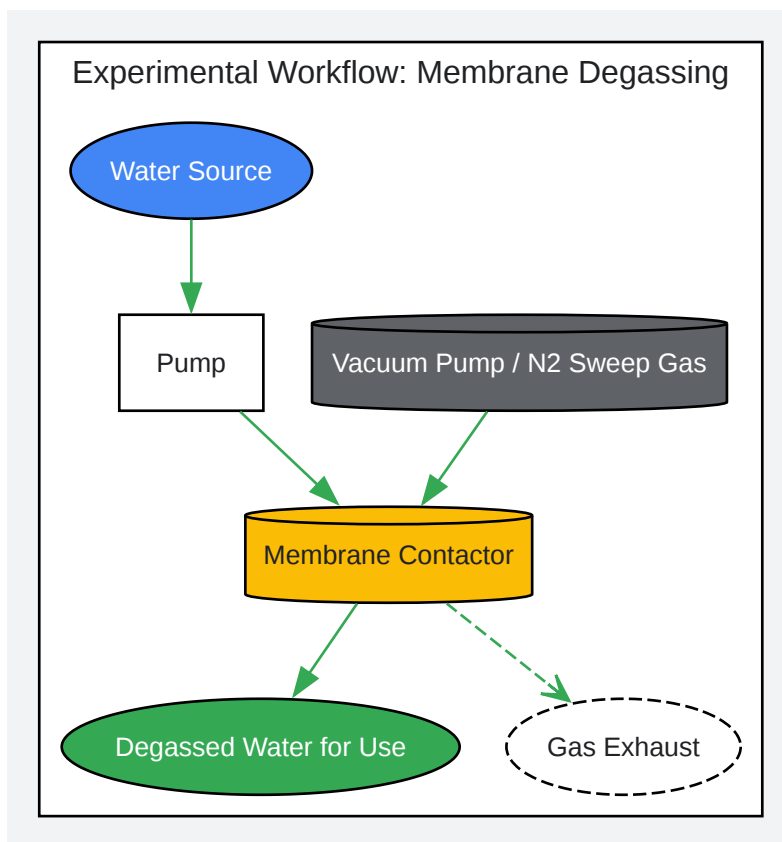 Experimental Workflow: Membrane Degassing
Water Source
Pump
Vacuum Pump / N2 Sweep Gas
Membrane Contactor
Degassed Water for Use
Gas Exhaust